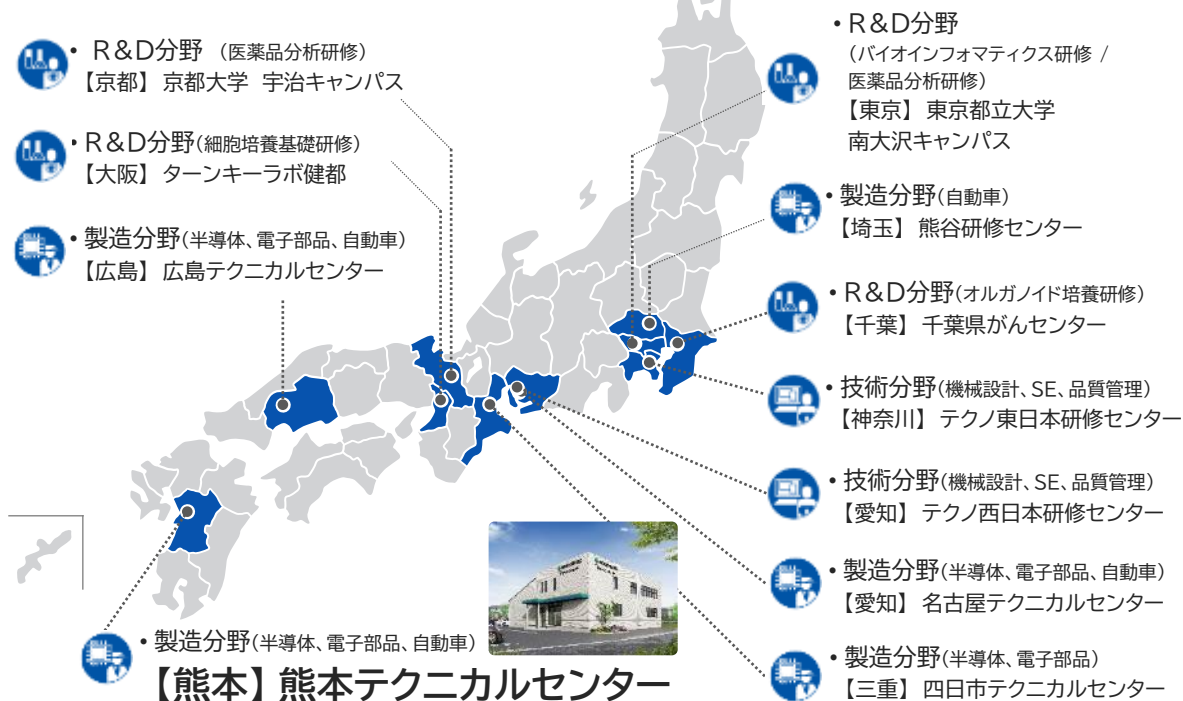 ・ R&D分野 （医薬品分析研修）
【京都】 京都大学 宇治キャンパス
・R&D分野(細胞培養基礎研修)
【大阪】 ターンキーラボ健都
・製造分野(半導体、電子部品、自動車)
【広島】 広島テクニカルセンター
・製造分野(半導体、電子部品、自動車)
【熊本】 熊本テクニカルセンター
・R&D分野
(バイオインフォマティクス研修 /
医薬品分析研修)
【東京】 東京都立大学
南大沢キャンパス
・製造分野(自動車)
【埼玉】 熊谷研修センター
・R&D分野(オルガノイド培養研修)
【千葉】 千葉県がんセンター
・技術分野(機械設計、SE、品質管理)
【神奈川】 テクノ東日本研修センター
・技術分野(機械設計、SE、品質管理)
【愛知】 テクノ西日本研修センター
・製造分野(半導体、電子部品、自動車)
【愛知】 名古屋テクニカルセンター
・製造分野(半導体、電子部品)
【三重】 四日市テクニカルセンター